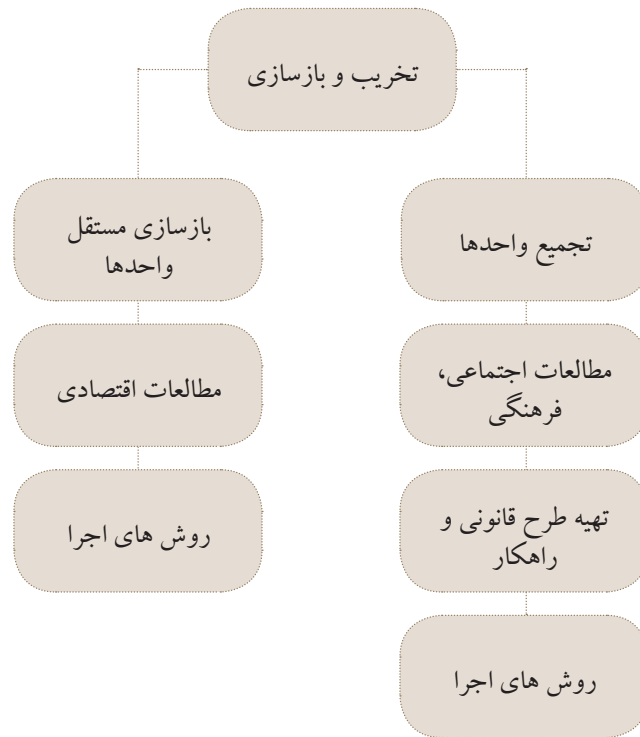 تخریب و بازسازی
تجمیع واحدها
مطالعات اجتماعی،
فرهنگی
تهیه طرح قانونی و
راهکار
روش های اجرا
بازسازی مستقل
واحدها
مطالعات اقتصادی
روش های اجرا